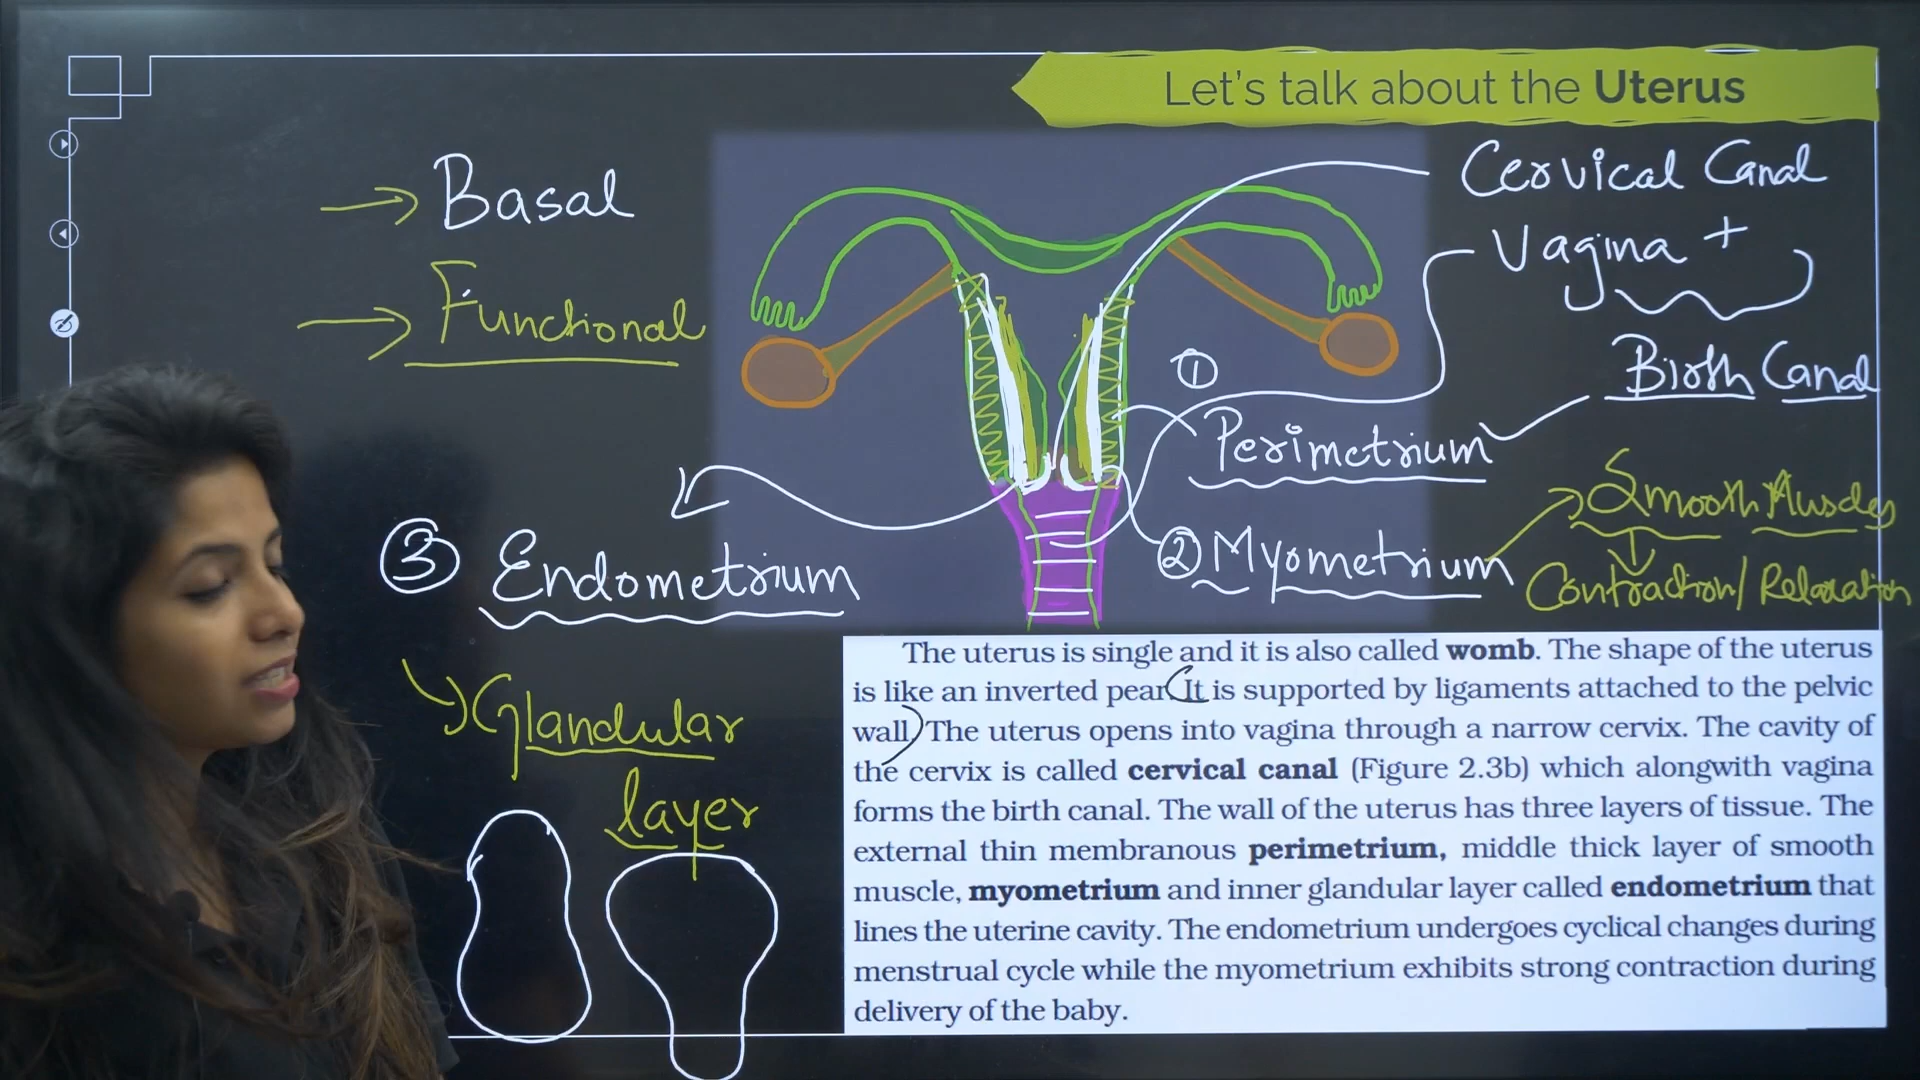 Let's talk about the Uterus
Basal
Functional
Cervical Canal
Vagina +
Birth Canal
①
Perimetrium
② Myometrium
Smooth Muscles
Contraction/Relaxation
③ Endometrium
Glandular
layer
The uterus is single and it is also called womb. The shape of the uterus
is like an inverted pear. It is supported by ligaments attached to the pelvic
wall. The uterus opens into vagina through a narrow cervix. The cavity of
the cervix is called cervical canal (Figure 2.3b) which alongwith vagina
forms the birth canal. The wall of the uterus has three layers of tissue. The
external thin membranous perimetrium, middle thick layer of smooth
muscle, myometrium and inner glandular layer called endometrium that
lines the uterine cavity. The endometrium undergoes cyclical changes during
menstrual cycle while the myometrium exhibits strong contraction during
delivery of the baby.